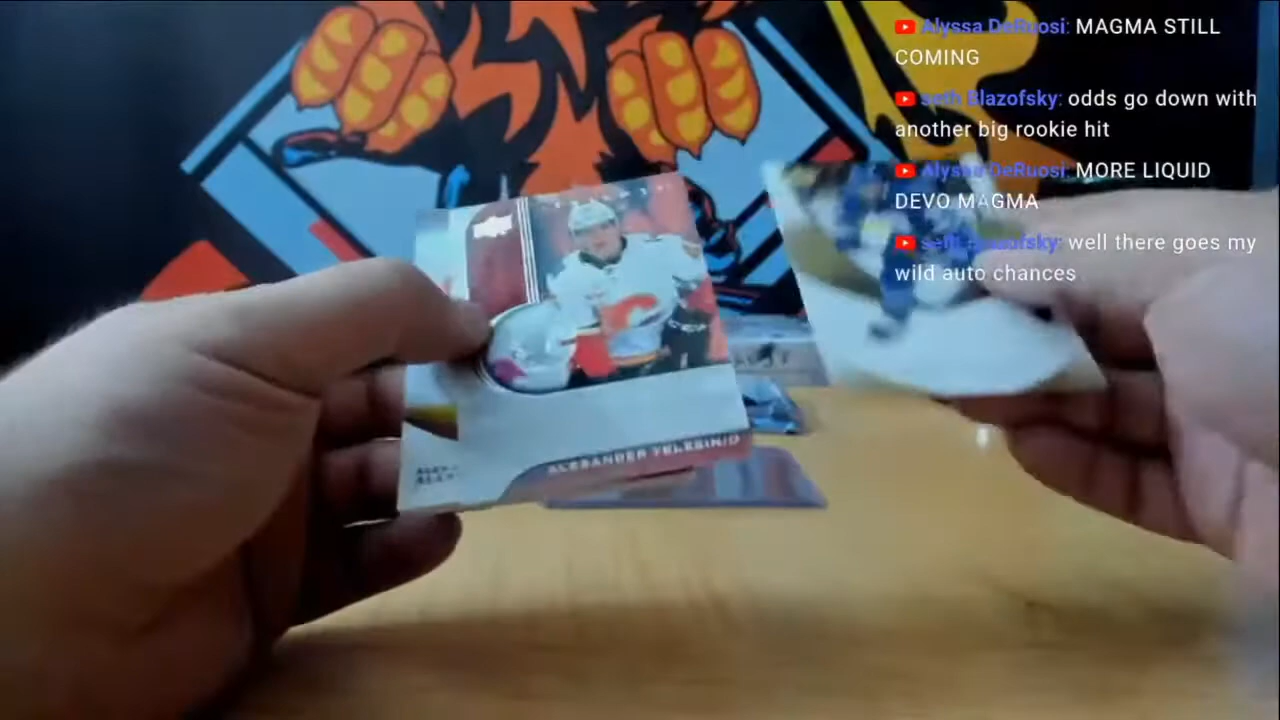 Alyssa DeRuosi: MAGMA STILL
COMING
seth Blazofsky: odds go down with
another big rookie hit
Alyssa DeRuosi: MORE LIQUID
DEVO MAGMA
seth Blazofsky: well there goes my
wild auto chances
ALEXANDER YELESIN/D